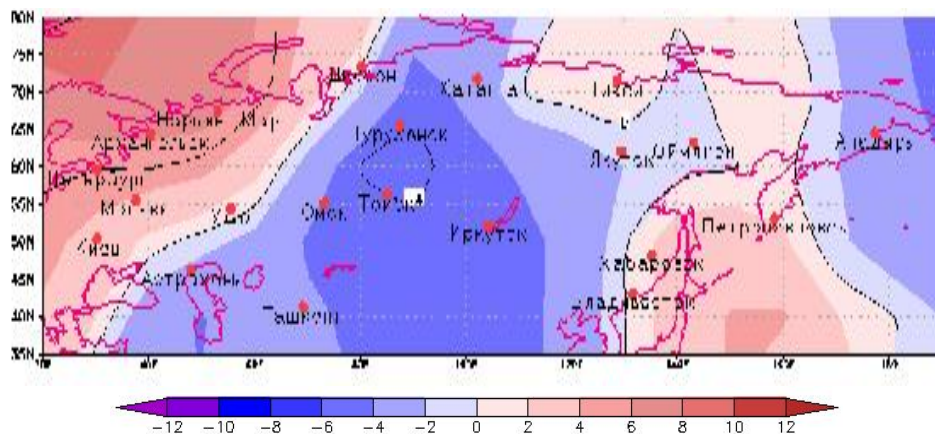 80N
75N
70N
Диксон
Хатанга
Тикси
65N
Нарьян Мар
Архангельск
Туруханск
60N
Якутск
Оймякон
Анадырь
55N
Москва
Уфа
Омск
Томск
50N
Киев
Иркутск
45N
Астрахань
Хабаровск
40N
Ташкент
Владивосток
35N
-12 -10 -8 -6 -4 -2 0 2 4 6 8 10 12